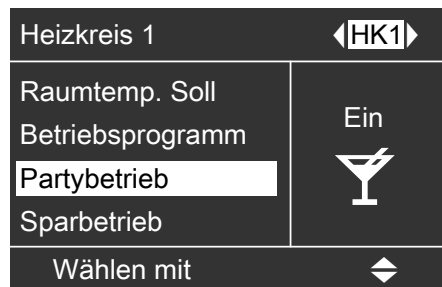 Heizkreis 1 HK1
Raumtemp. Soll
Betriebsprogramm
Partybetrieb
Sparbetrieb
Ein
Wählen mit